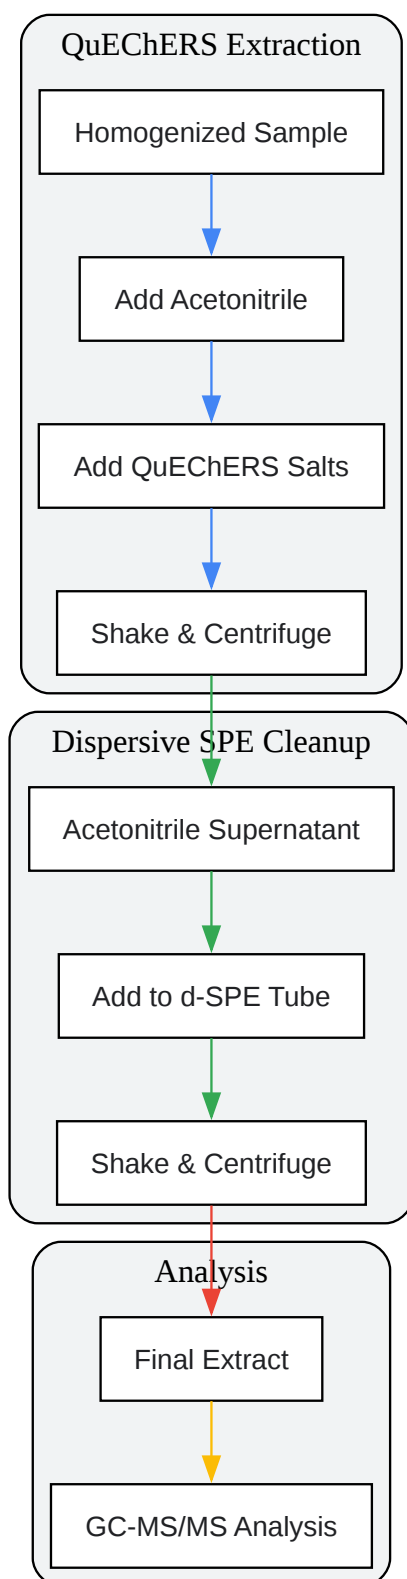 QuEChERS Extraction
Homogenized Sample
Add Acetonitrile
Add QuEChERS Salts
Shake & Centrifuge
Dispersive SPE Cleanup
Acetonitrile Supernatant
Add to d-SPE Tube
Shake & Centrifuge
Analysis
Final Extract
GC-MS/MS Analysis